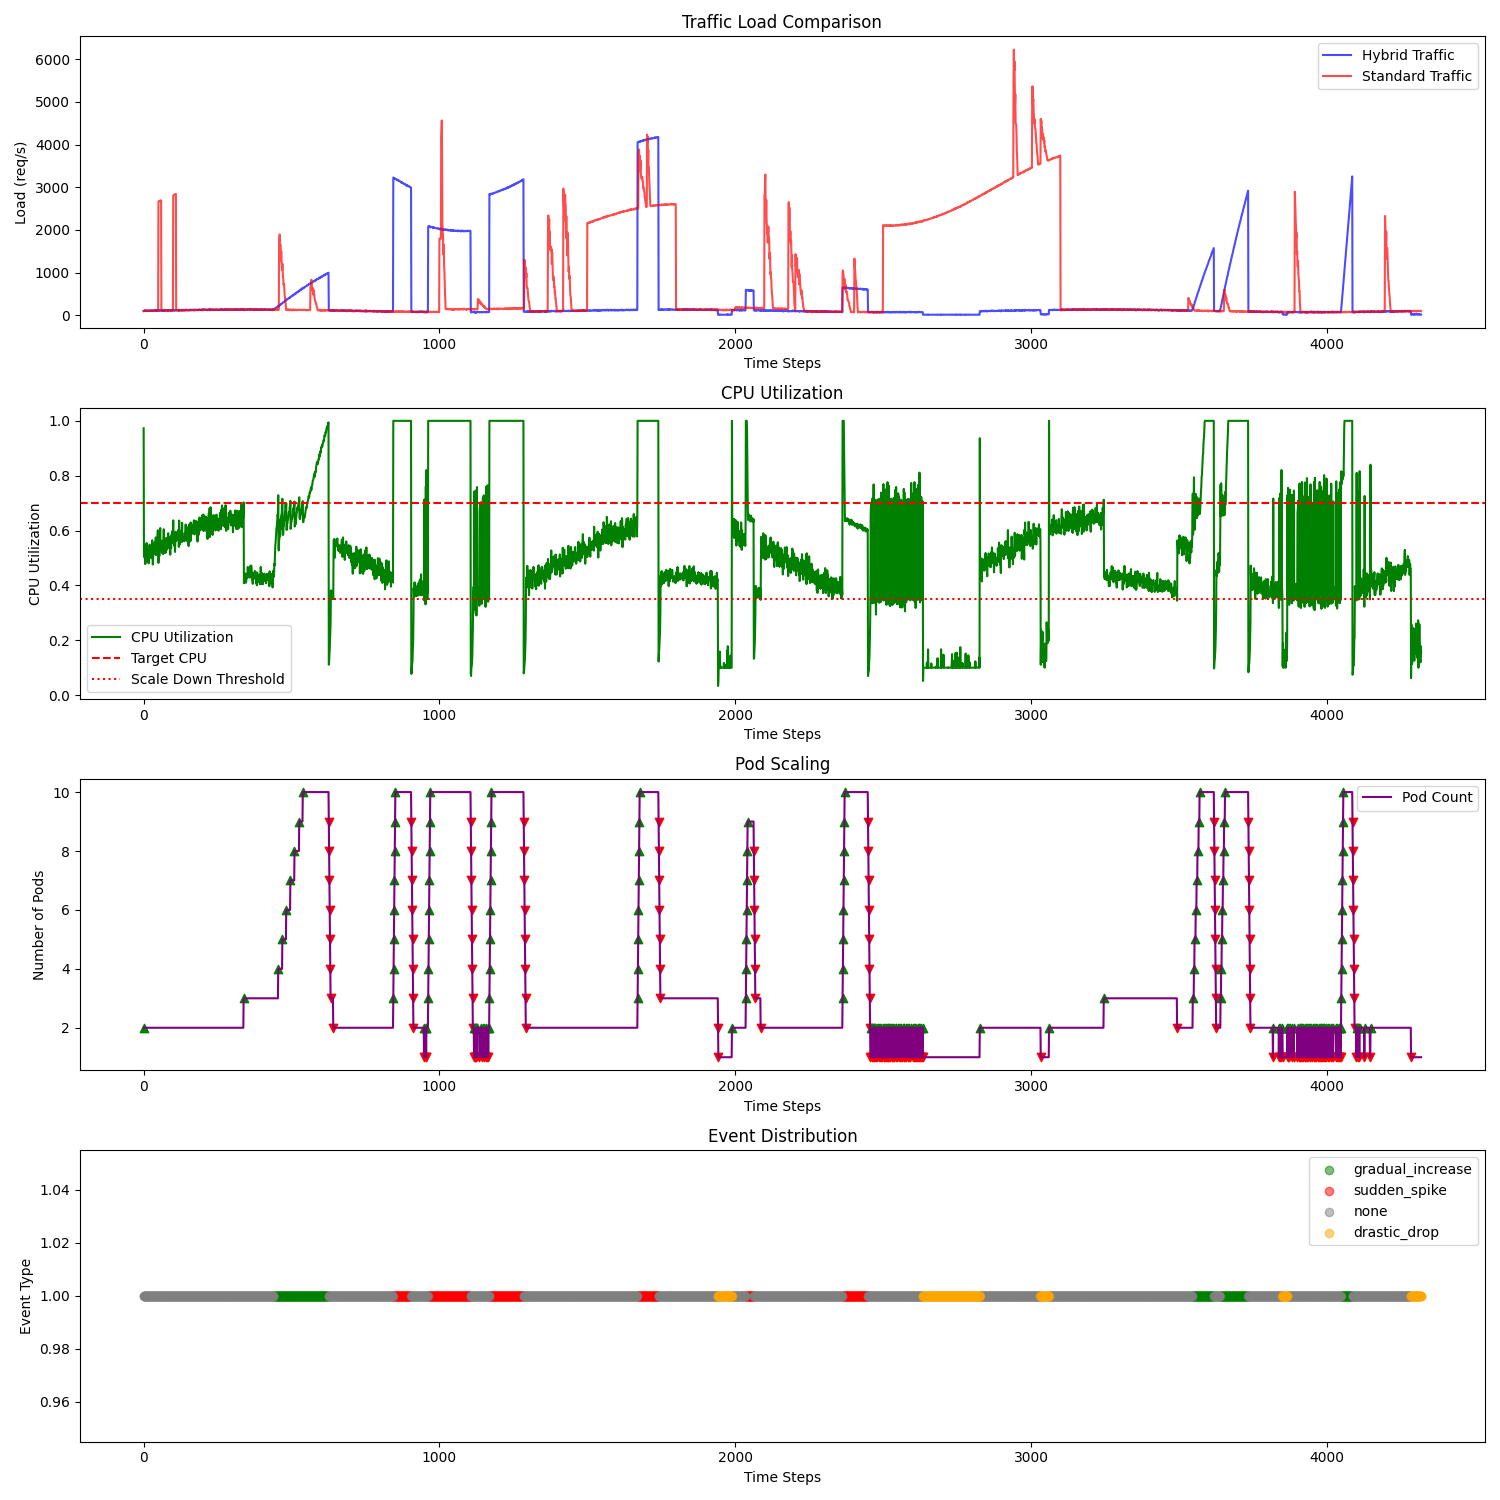 Traffic Load Comparison
Load (req/s)
6000
5000
4000
3000
2000
1000
0
Hybrid Traffic
Standard Traffic
0 1000 2000 3000 4000
Time Steps
CPU Utilization
CPU Utilization
1.0
0.8
0.6
0.4
0.2
0.0
CPU Utilization
Target CPU
Scale Down Threshold
0 1000 2000 3000 4000
Time Steps
Pod Scaling
Number of Pods
10
8
6
4
2
Pod Count
0 1000 2000 3000 4000
Time Steps
Event Distribution
Event Type
1.04
1.02
1.00
0.98
0.96
gradual_increase
sudden_spike
none
drastic_drop
0 1000 2000 3000 4000
Time Steps